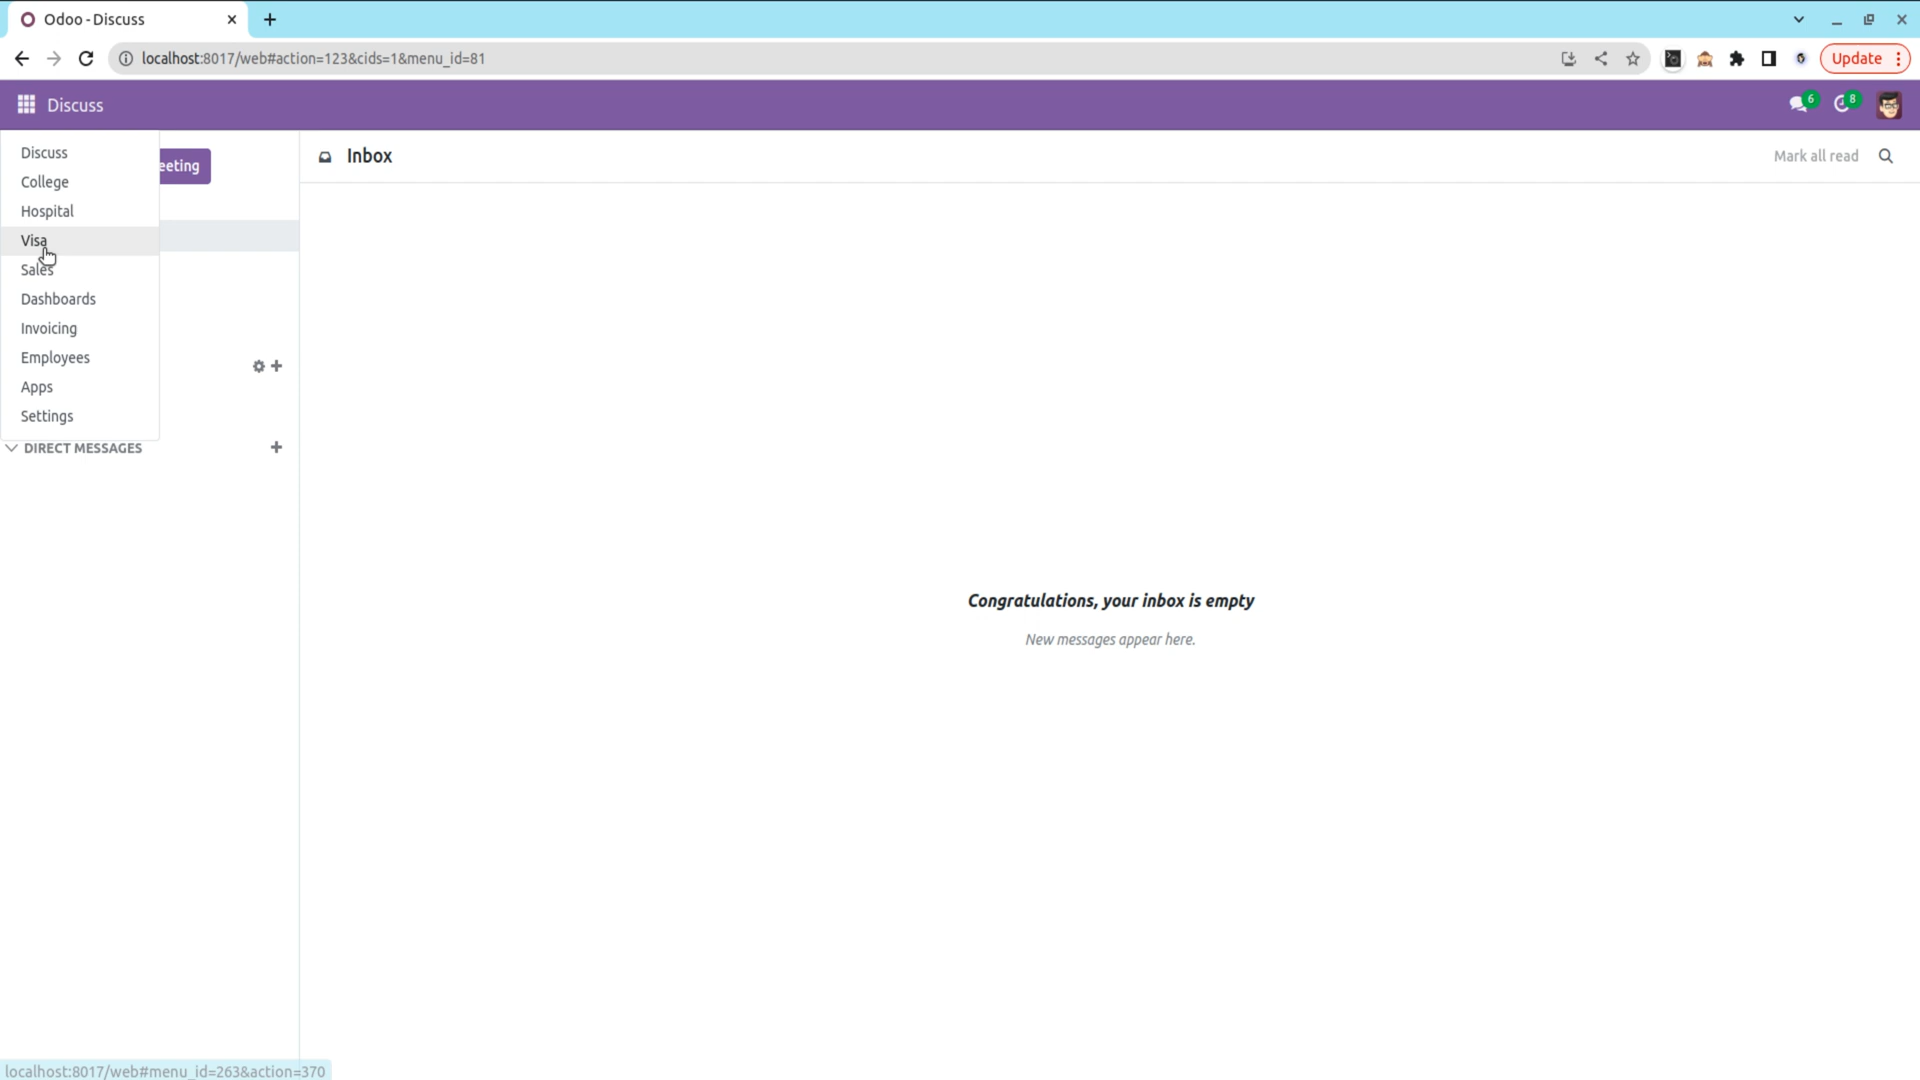 Odoo - Discuss
localhost:8017/web#action=123&cids=1&menu_id=81
Update
Discuss
6
8
Discuss
College
Hospital
Visa
Sales
Dashboards
Invoicing
Employees
Apps
Settings
eeting
DIRECT MESSAGES
Inbox
Mark all read
Congratulations, your inbox is empty
New messages appear here.
localhost:8017/web#menu_id=263&action=370